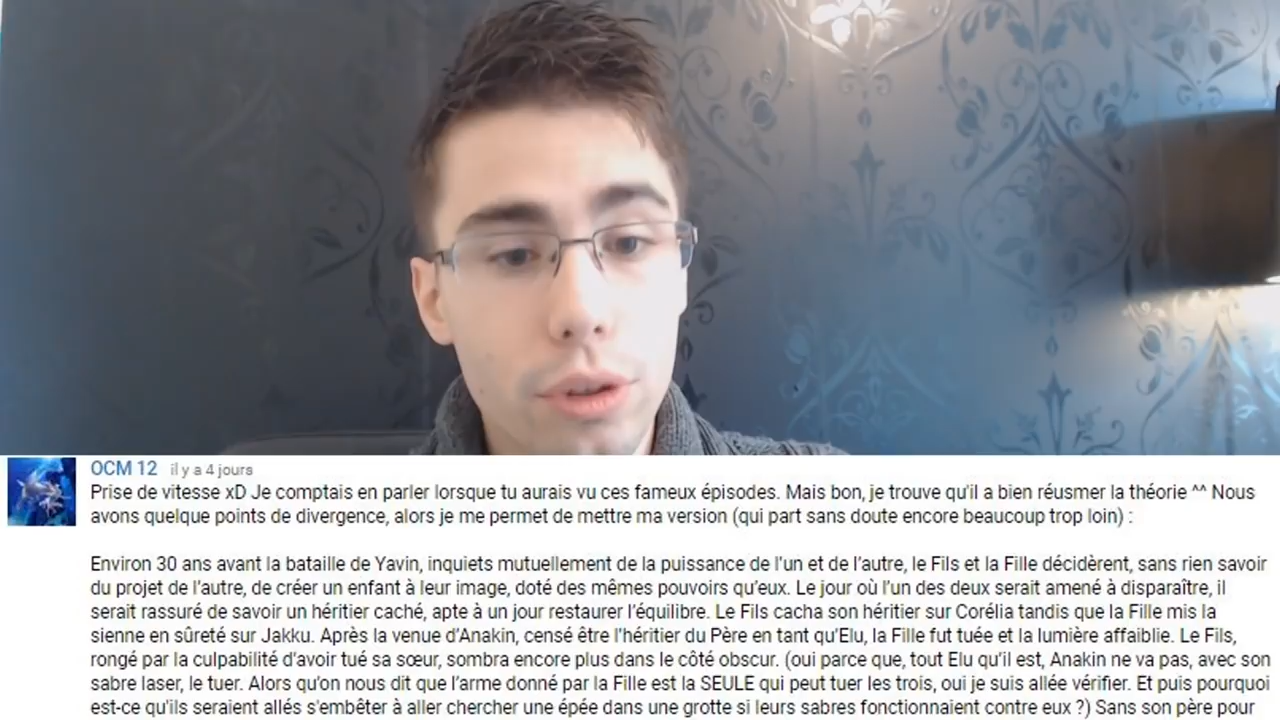 OCM 12 il y a 4 jours
Prise de vitesse xD Je comptais en parler lorsque tu aurais vu ces fameux épisodes. Mais bon, je trouve qu'il a bien réusmer la théorie ^^ Nous
avons quelque points de divergence, alors je me permet de mettre ma version (qui part sans doute encore beaucoup trop loin) :
Environ 30 ans avant la bataille de Yavin, inquiets mutuellement de la puissance de l'un et de l'autre, le Fils et la Fille décidèrent, sans rien savoir
du projet de l'autre, de créer un enfant à leur image, doté des mêmes pouvoirs qu'eux. Le jour où l'un des deux serait amené à disparaître, il
serait rassuré de savoir un héritier caché, apte à un jour restaurer l'équilibre. Le Fils cacha son héritier sur Corélia tandis que la Fille mis la
sienne en sûreté sur Jakku. Après la venue d'Anakin, censé être l'héritier du Père en tant qu'Elu, la Fille fut tuée et la lumière affaiblie. Le Fils,
rongé par la culpabilité d'avoir tué sa sœur, sombra encore plus dans le côté obscur. (oui parce que, tout Elu qu'il est, Anakin ne va pas, avec son
sabre laser, le tuer. Alors qu'on nous dit que l'arme donné par la Fille est la SEULE qui peut tuer les trois, oui je suis allée vérifier. Et puis pourquoi
est-ce qu'ils seraient allés s'embêter à aller chercher une épée dans une grotte si leurs sabres fonctionnaient contre eux ?) Sans son père pour